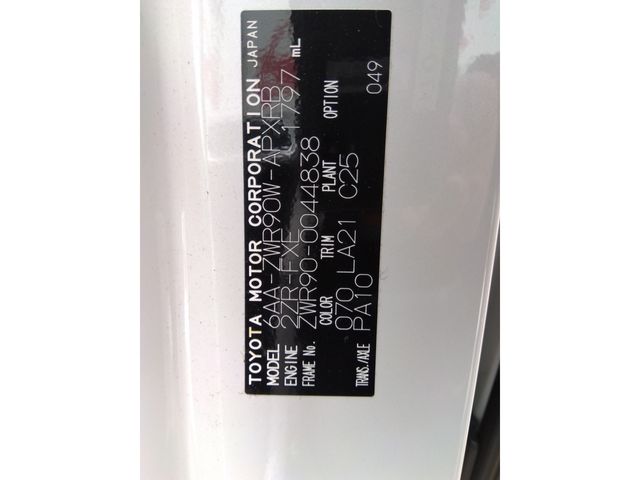 TOYOTA MOTOR CORPORATION JAPAN
MODEL 6AA-ZWR90W-APXRB
ENGINE 2ZR-FXE 1797 mL
FRAME No. ZWR90-0044838
COLOR TRIM PLANT OPTION
070 LA21 C25
TRANS./AXLE PA10 049